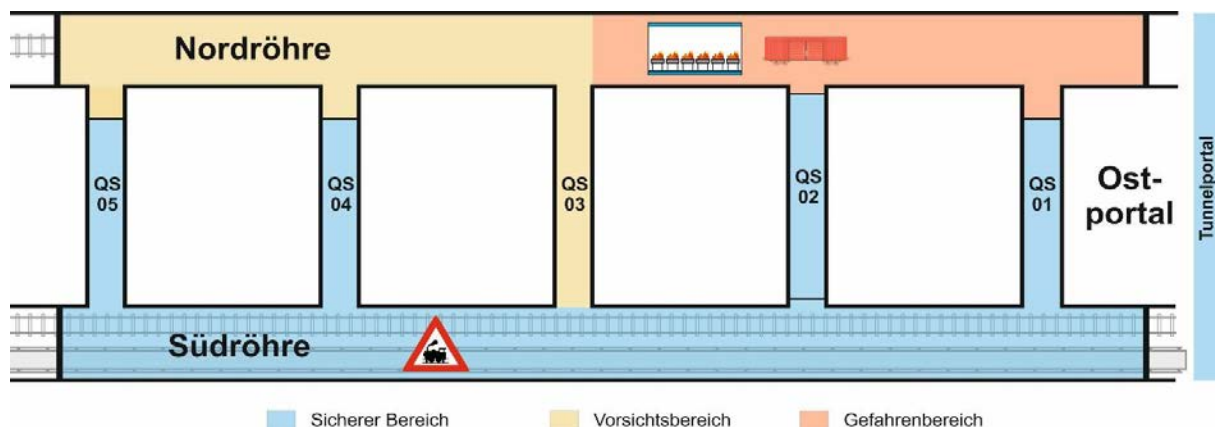 Nordröhre
QS
05
QS
04
QS
03
QS
02
QS
01
Ost-
portal
Tunnelportal
Südröhre
Sicherer Bereich
Vorsichtsbereich
Gefahrenbereich